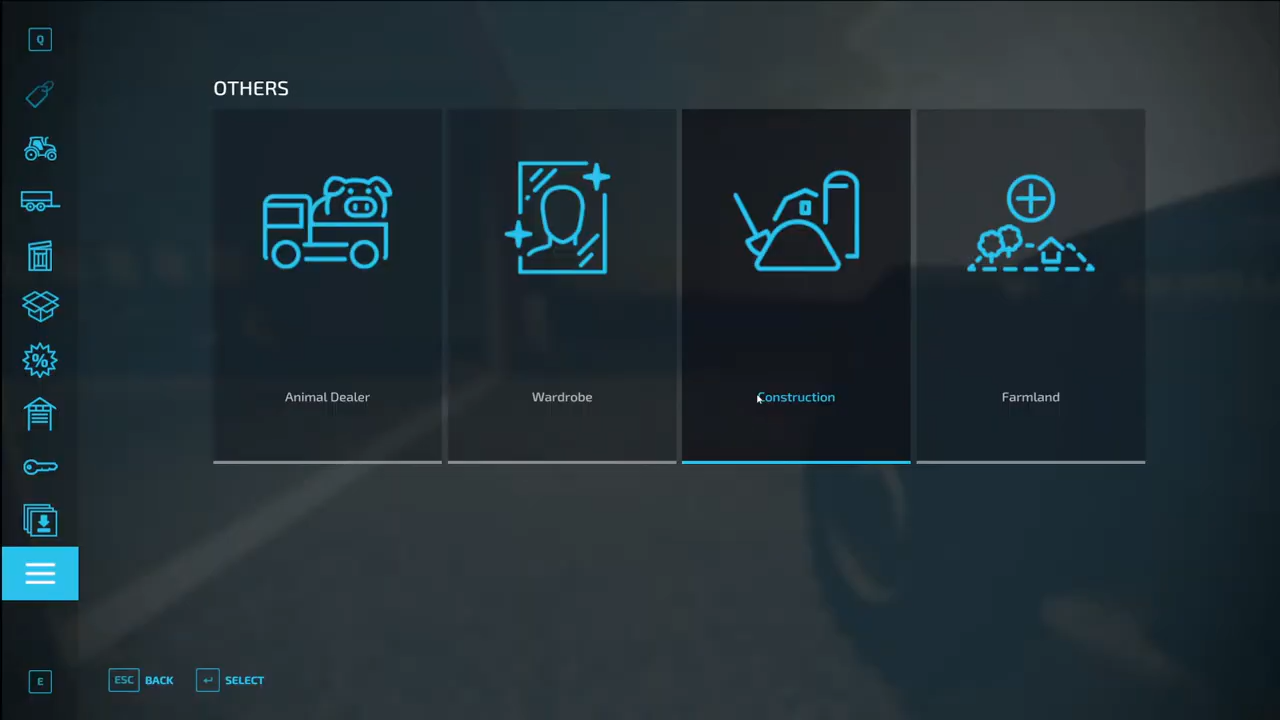 Q
OTHERS
%
Animal Dealer
Wardrobe
Construction
Farmland
E
ESC BACK
↵ SELECT